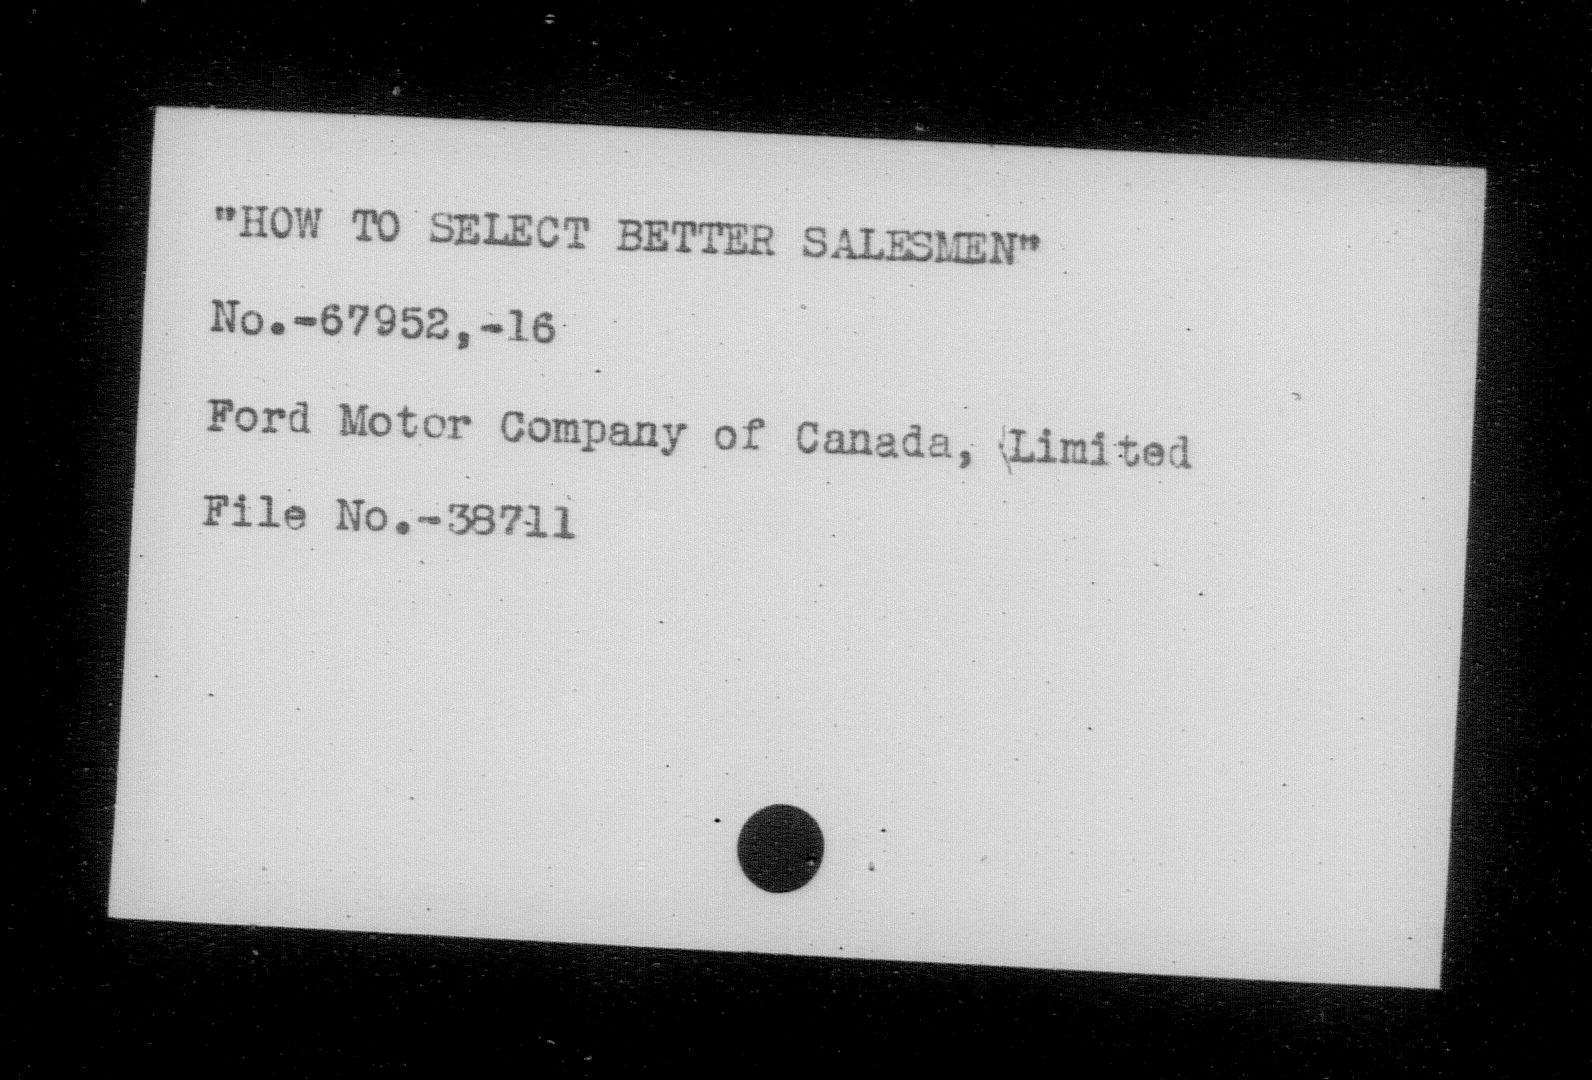 "HOW TO SELECT BETTER SALESMEN"
No.-67952,-16
Ford Motor Company of Canada, Limited
File No.-38711